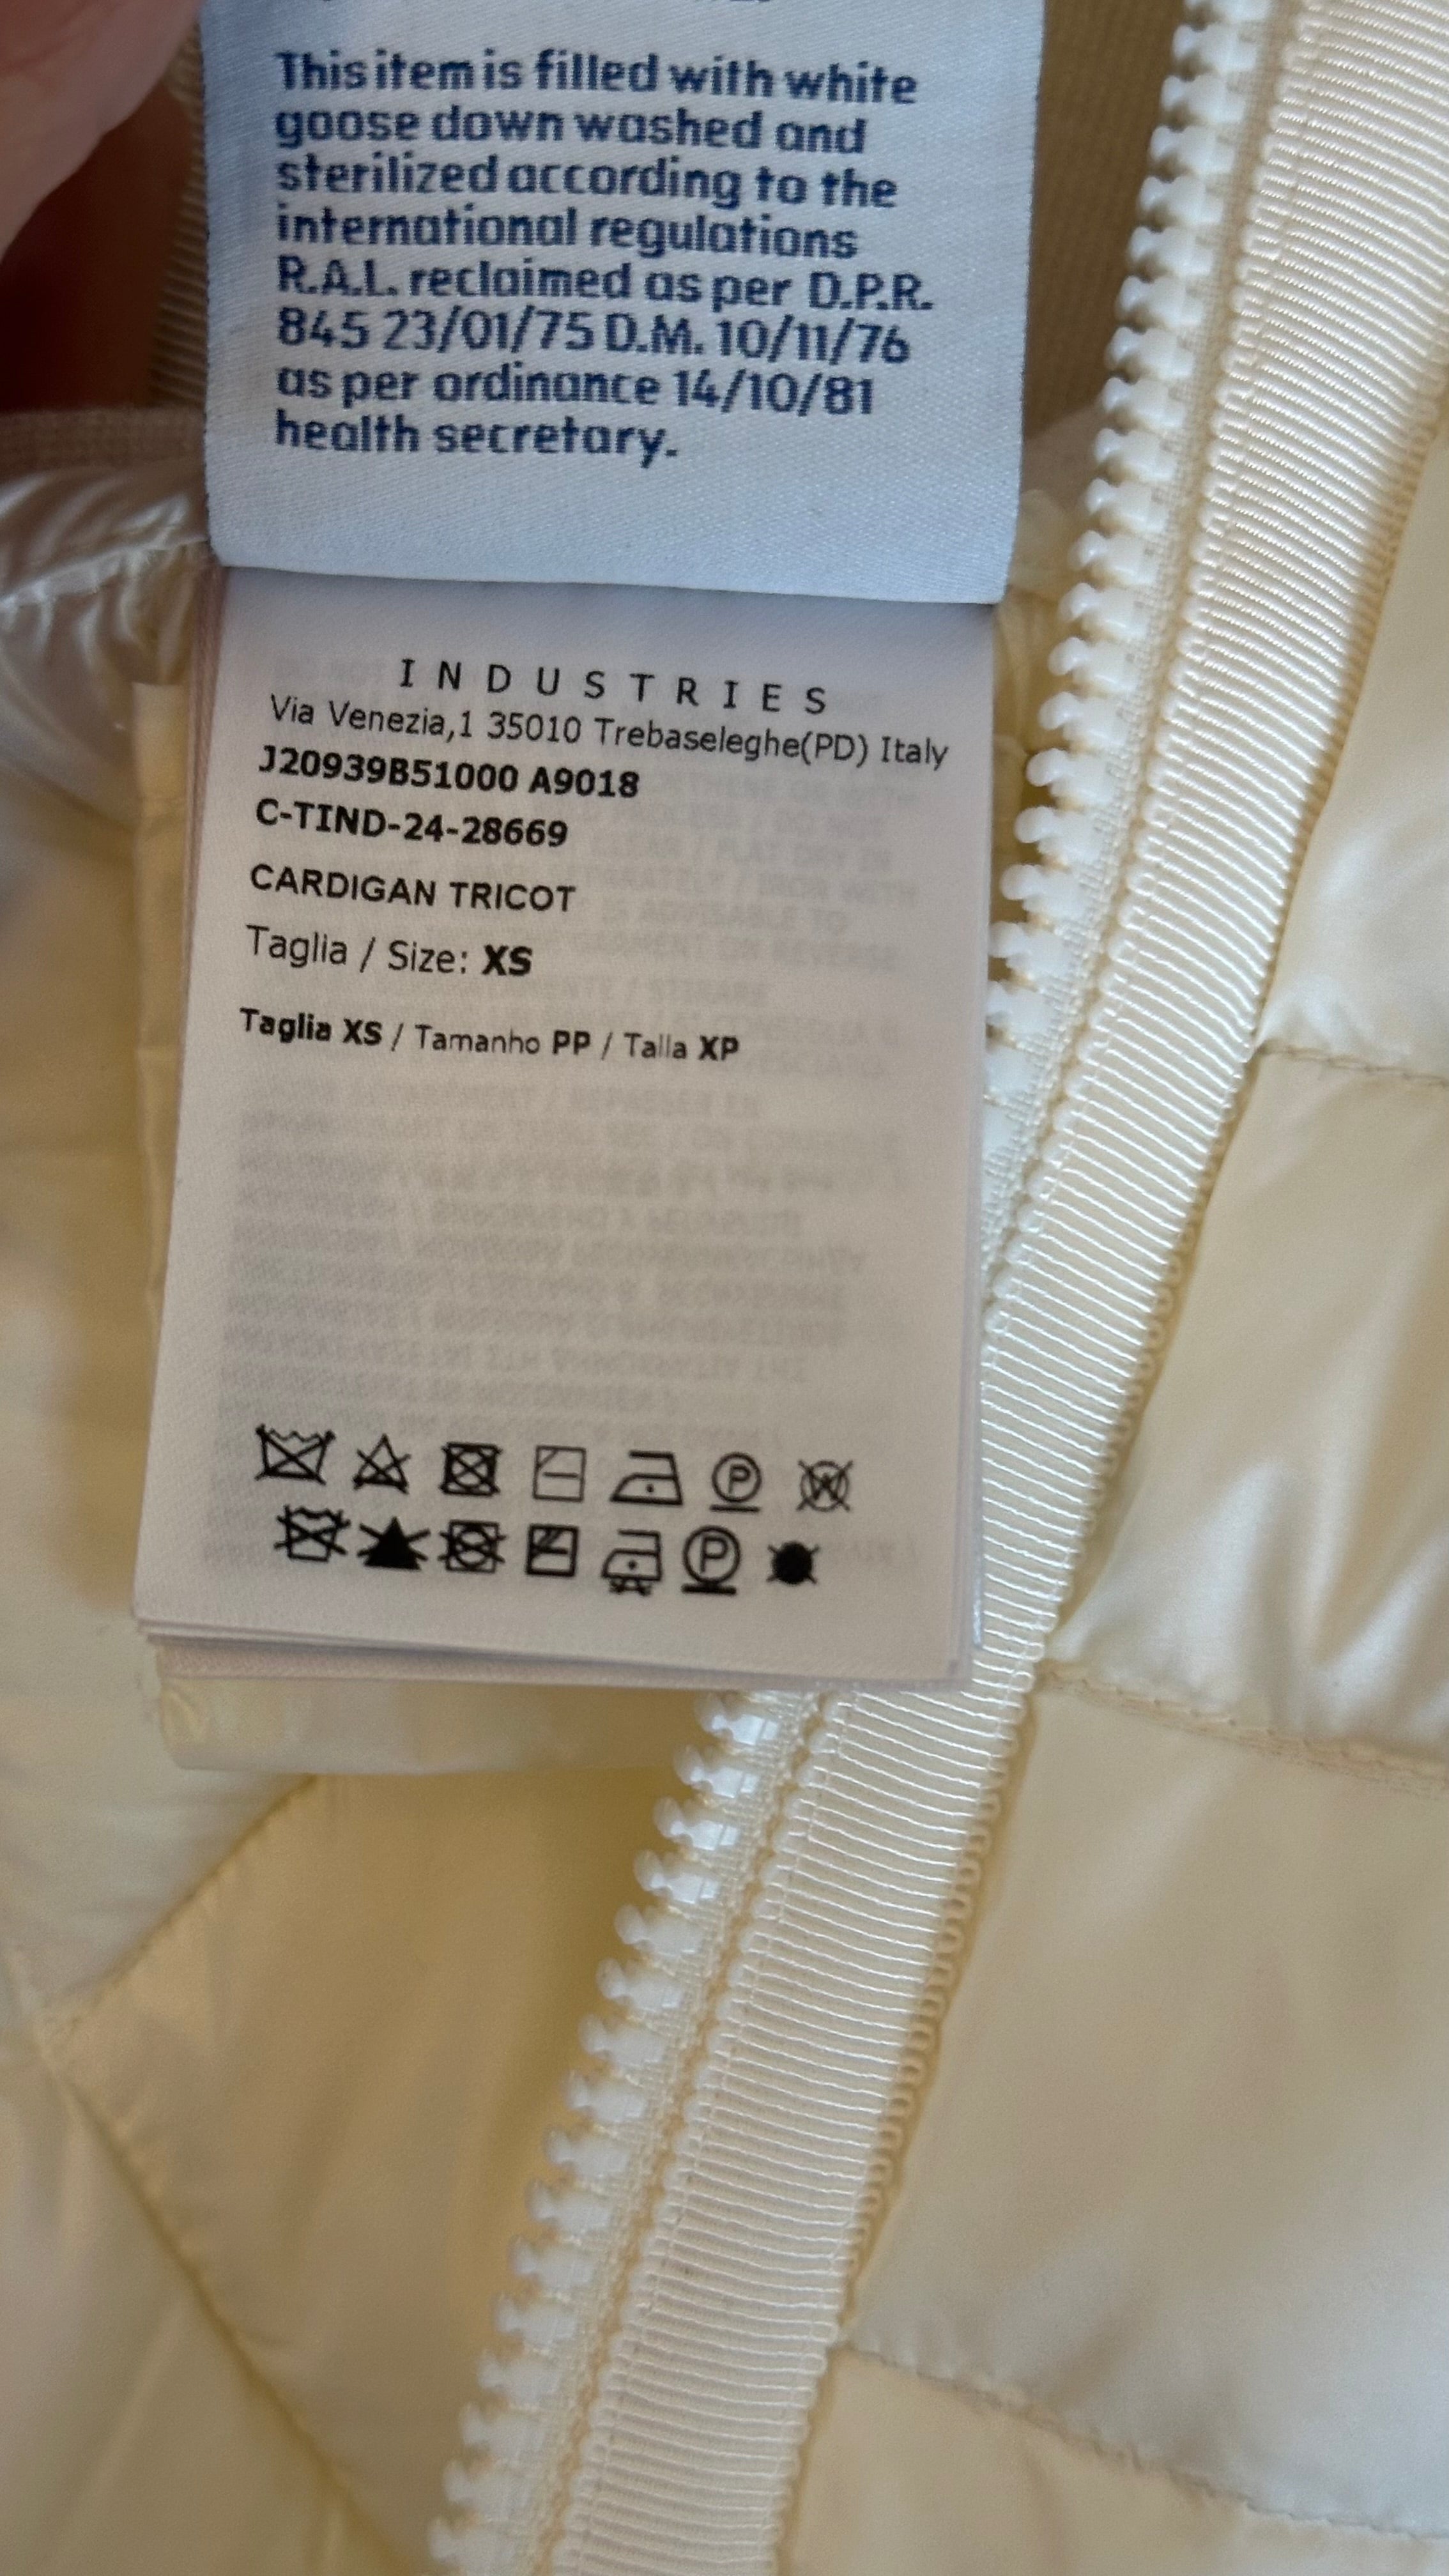 This item is filled with white
goose down washed and
sterilized according to the
international regulations
R.A.L. reclaimed as per D.P.R.
845 23/01/75 D.M. 10/11/76
as per ordinance 14/10/81
health secretary.
INDUSTRIES
Via Venezia,1 35010 Trebaseleghe(PD) Italy
J20939B51000 A9018
C-TIND-24-28669
CARDIGAN TRICOT
Taglia / Size: XS
Taglia XS / Tamanho PP / Talla XP
P W
P